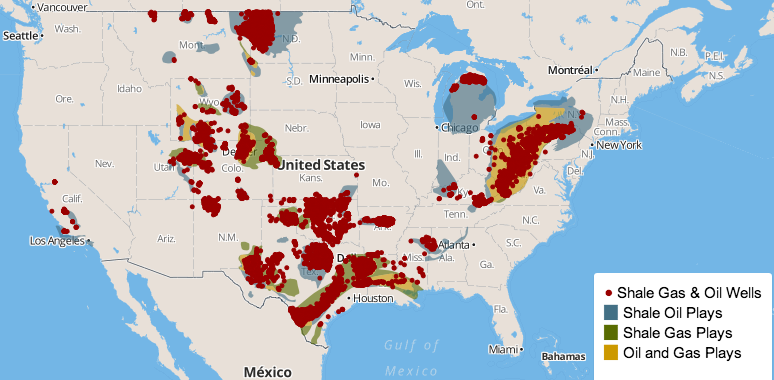 Vancouver
Ont.
Seattle
Wash.
N.D.
Mont.
Minn.
Montréal
N.B.
P.E.I.
Maine
N.S.
Minneapolis
S.D.
Wis.
Ore.
Idaho
Wyo
N.H.
Iowa
Chicago
N.Y.
Mass.
Conn.
Nebr.
New York
Nev.
Utah
Colo.
United States
Ill.
Ind.
N.J.
Del.
Kans.
Mo.
Ky.
Va.
Calif.
Tenn.
N.C.
Los Angeles
Ariz.
N.M.
Ark.
Atlanta
S.C.
Miss.
Ala.
Ga.
Tex.
Houston
Fla.
Gulf of
Mexico
Miami
Bahamas
México
Shale Gas & Oil Wells
Shale Oil Plays
Shale Gas Plays
Oil and Gas Plays